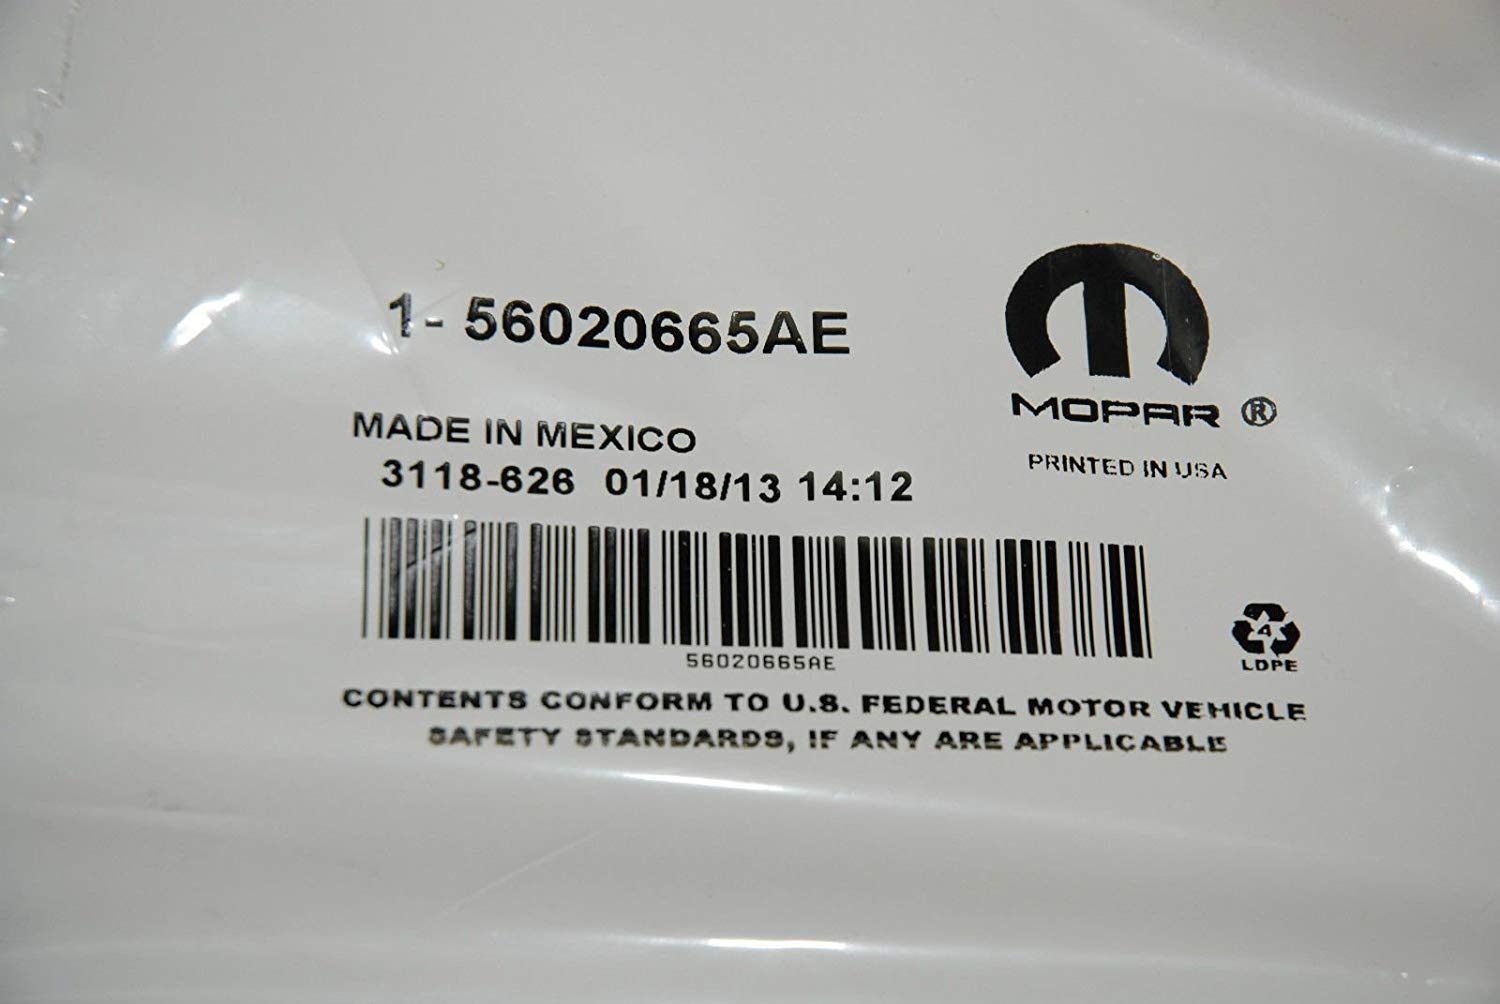 1- 56020665AE
MOPAR ®
PRINTED IN USA
MADE IN MEXICO
3118-626 01/18/13 14:12
56020665AE
4
LDPE
CONTENTS CONFORM TO U.S. FEDERAL MOTOR VEHICLE
SAFETY STANDARDS, IF ANY ARE APPLICABLE